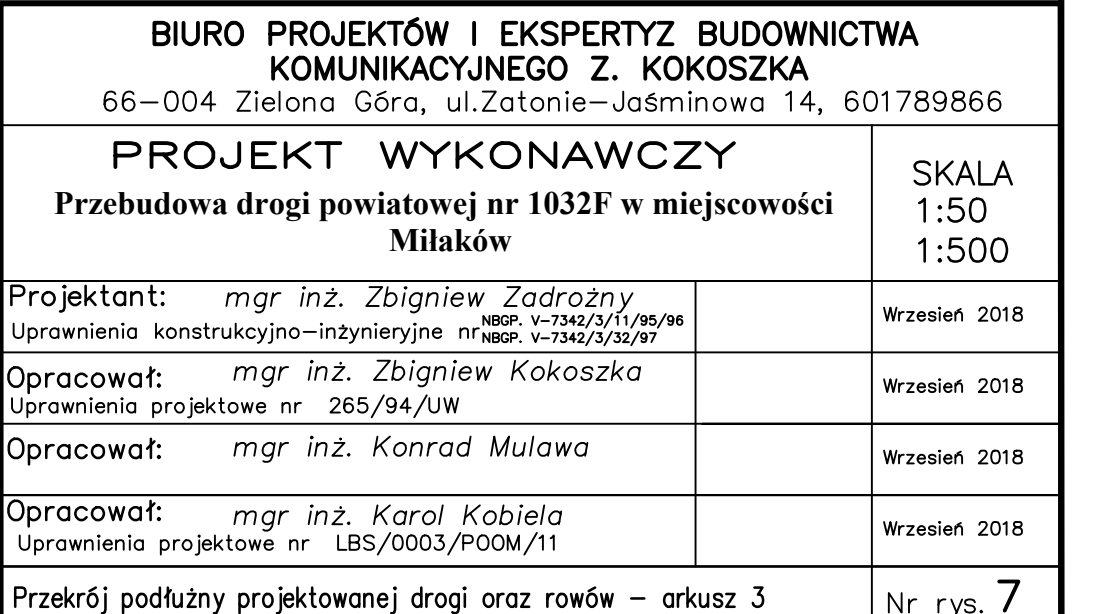 BIURO PROJEKTÓW I EKSPERTYZ BUDOWNICTWA
KOMUNIKACYJNEGO Z. KOKOSZKA
66-004 Zielona Góra, ul.Zatonie-Jaśminowa 14, 601789866
PROJEKT WYKONAWCZY
Przebudowa drogi powiatowej nr 1032F w miejscowości
Miłaków
SKALA
1:50
1:500
Projektant: mgr inż. Zbigniew Zadrożny
Uprawnienia konstrukcyjno-inżynieryjne nr NBGP. V-7342/3/11/95/96
NBGP. V-7342/3/32/97
Wrzesień 2018
Opracował: mgr inż. Zbigniew Kokoszka
Uprawnienia projektowe nr 265/94/UW
Wrzesień 2018
Opracował: mgr inż. Konrad Mulawa
Wrzesień 2018
Opracował: mgr inż. Karol Kobiela
Uprawnienia projektowe nr LBS/0003/POOM/11
Wrzesień 2018
Przekrój podłużny projektowanej drogi oraz rowów - arkusz 3
Nr rys. 7